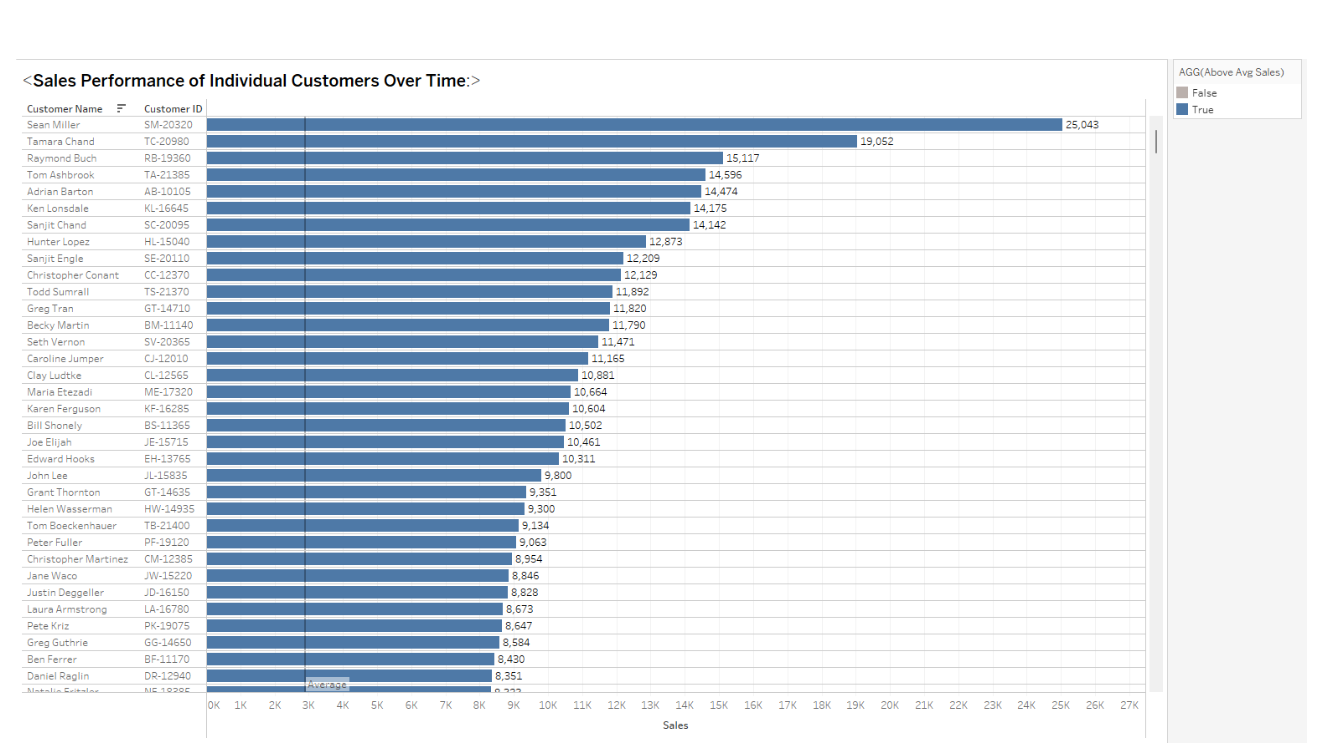 <Sales Performance of Individual Customers Over Time:>
AGG(Above Avg Sales)
False
True
Customer Name Customer ID
Sean Miller SM-20320 25,043
Tamara Chand TC-20980 19,052
Raymond Buch RB-19360 15,117
Tom Ashbrook TA-21385 14,596
Adrian Barton AB-10105 14,474
Ken Lonsdale KL-16645 14,175
Sanjit Chand SC-20095 14,142
Hunter Lopez HL-15040 12,873
Sanjit Engle SE-20110 12,209
Christopher Conant CC-12370 12,129
Todd Sumrall TS-21370 11,892
Greg Tran GT-14710 11,820
Becky Martin BM-11140 11,790
Seth Vernon SV-20365 11,471
Caroline Jumper CJ-12010 11,165
Clay Ludtke CL-12565 10,881
Maria Etezadi ME-17320 10,664
Karen Ferguson KF-16285 10,604
Bill Shonely BS-11365 10,502
Joe Elijah JE-15715 10,461
Edward Hooks EH-13765 10,311
John Lee JL-15835 9,800
Grant Thornton GT-14635 9,351
Helen Wasserman HW-14935 9,300
Tom Boeckenhauer TB-21400 9,134
Peter Fuller PF-19120 9,063
Christopher Martinez CM-12385 8,954
Jane Waco JW-15220 8,846
Justin Deggeller JD-16150 8,828
Laura Armstrong LA-16780 8,673
Pete Kriz PK-19075 8,647
Greg Guthrie GG-14650 8,584
Ben Ferrer BF-11170 8,430
Daniel Raglin DR-12940 8,351
Average
0K 1K 2K 3K 4K 5K 6K 7K 8K 9K 10K 11K 12K 13K 14K 15K 16K 17K 18K 19K 20K 21K 22K 23K 24K 25K 26K 27K
Sales